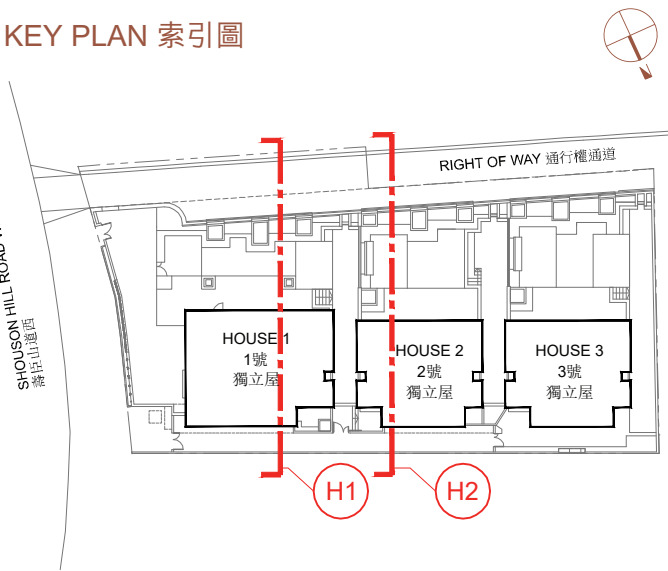 KEY PLAN 索引圖
RIGHT OF WAY 通行權通道
SHOUSON HILL ROAD W
壽臣山道西
HOUSE 1
1號
獨立屋
HOUSE 2
2號
獨立屋
HOUSE 3
3號
獨立屋
H1
H2